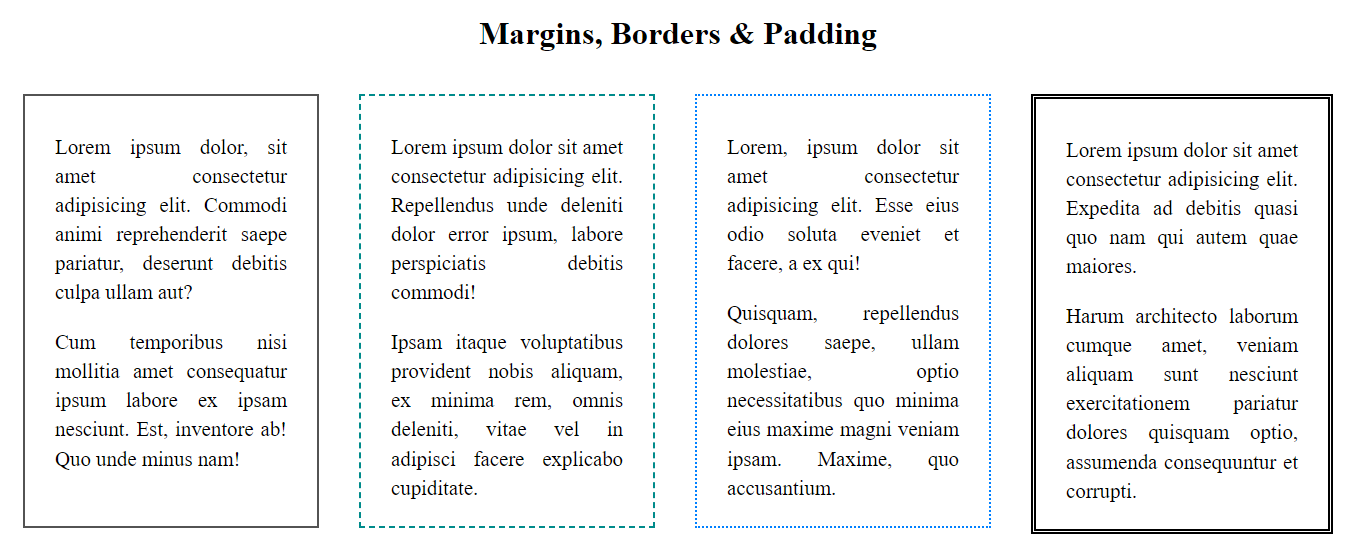 Margins, Borders & Padding
Lorem ipsum dolor, sit
amet consectetur
adipisicing elit. Commodi
animi reprehenderit saepe
pariatur, deserunt debitis
culpa ullam aut?
Cum temporibus nisi
mollitia amet consequatur
ipsum labore ex ipsam
nesciunt. Est, inventore ab!
Quo unde minus nam!
Lorem ipsum dolor sit amet
consectetur adipisicing elit.
Repellendus unde deleniti
dolor error ipsum, labore
perspiciatis debitis
commodi!
Ipsam itaque voluptatibus
provident nobis aliquam,
ex minima rem, omnis
deleniti, vitae vel in
adipisci facere explicabo
cupiditate.
Lorem, ipsum dolor sit
amet consectetur
adipisicing elit. Esse eius
odio soluta eveniet et
facere, a ex qui!
Quisquam, repellendus
dolores saepe, ullam
molestiae, optio
necessitatibus quo minima
eius maxime magni veniam
ipsam. Maxime, quo
accusantium.
Lorem ipsum dolor sit amet
consectetur adipisicing elit.
Expedita ad debitis quasi
quo nam qui autem quae
maiores.
Harum architecto laborum
cumque amet, veniam
aliquam sunt nesciunt
exercitationem pariatur
dolores quisquam optio,
assumenda consequuntur et
corrupti.